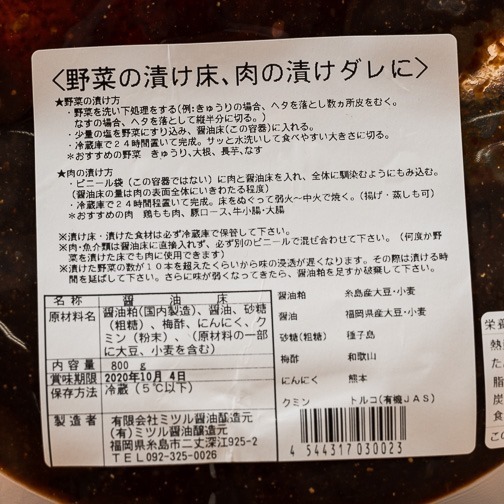 ＜野菜の漬け床、肉の漬けダレに＞
★野菜の漬け方
・野菜を洗い下処理をする(例:きゅうりの場合、ヘタを落とし数ヵ所皮をむく。
なすの場合、ヘタを落として縦半分に切る。)
・少量の塩を野菜にすり込み、醤油床(この容器)に入れる。
・冷蔵庫で２４時間置いて完成。サッと水洗いして食べやすい大きさに切る。
＊おすすめの野菜　きゅうり,大根、長芋,なす
★肉の漬け方
・ビニール袋（この容器ではない）に肉と醤油床を入れ、全体に馴染むようにもみ込む。
（醤油床の量は肉の表面全体にいきわたる程度）
・冷蔵庫で２４時間程置いて完成。床をぬぐって弱火～中火で焼く。（揚げ・蒸しも可）
＊おすすめの肉　鶏もも肉、豚ロース,牛小腸･大腸
※漬け床・漬けた食材は必ず冷蔵庫で保管して下さい。
※肉・魚介類は醤油床に直接入れず、必ず別のビニールで混ぜ合わせて下さい。（何度か野
菜を漬けた床でも肉に使用できます）
※漬けた野菜の数が１０本を超えたくらいから味の浸透が遅くなります。その際は漬ける時
間を延ばして下さい。さらに味が弱くなってきたら、醤油粕を足すか破棄して下さい。
名称　醤油床
原材料名　醤油粕(国内製造)、醤油、砂糖
（粗糖）、梅酢、にんにく、ク
ミン（粉末）、（原材料の一部
に大豆、小麦を含む）
内容量　800 g
賞味期限　2020年10月 4日
保存方法　冷蔵（５℃以下）
製造者　有限会社ミツル醤油醸造元
(有)ミツル醤油醸造元
福岡県糸島市二丈深江925-2
ＴＥＬ092-325-0026
醤油粕　糸島産大豆･小麦
醤油　福岡県産大豆･小麦
砂糖(粗糖)　種子島
梅酢　和歌山
にんにく　熊本
クミン　トルコ(有機ＪＡＳ)
4 544317 030023
栄養
熱
た
脂
炭
食
この